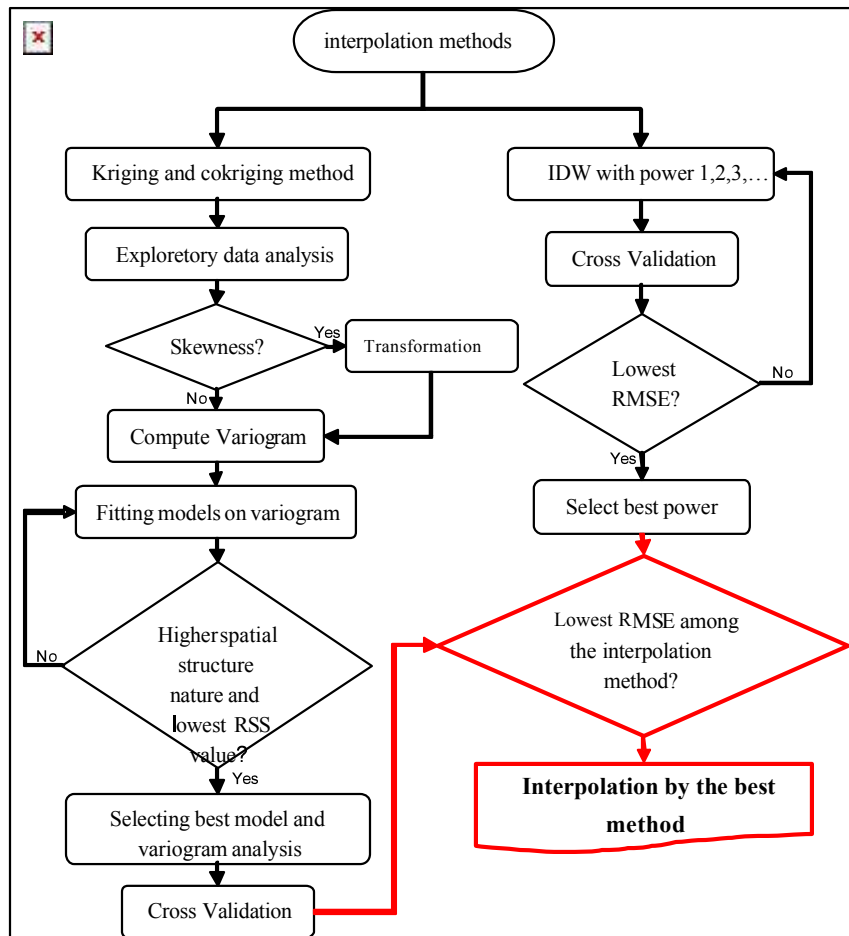 interpolation methods
Kriging and cokriging method
Exploretory data analysis
Skewness?
Yes
Transformation
No
Compute Variogram
Fitting models on variogram
No
Higher spatial
structure
nature and
lowest RSS
value?
Yes
Selecting best model and
variogram analysis
Cross Validation
IDW with power 1,2,3,…
Cross Validation
Lowest
RMSE?
No
Yes
Select best power
Lowest RMSE among
the interpolation
method?
Interpolation by the best
method